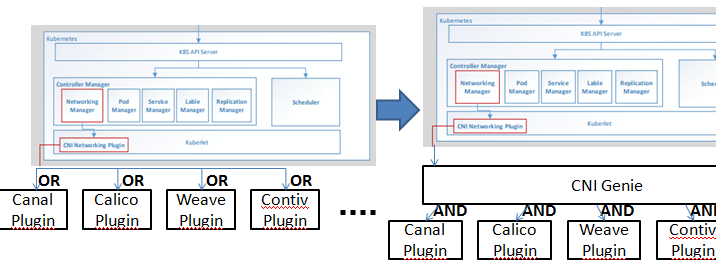 Kubernetes
K8S API Server
Controller Manager
Networking
Manager
Pod
Manager
Service
Manager
Lable
Manager
Replication
Manager
Scheduler
CNI Networking Plugin
Kuberlet
OR
OR
OR
OR
Canal
Plugin
Calico
Plugin
Weave
Plugin
Contiv
Plugin
....
Kubernetes
K8S API Server
Controller Manager
Networking
Manager
Pod
Manager
Service
Manager
Lable
Manager
Replication
Manager
Sche
CNI Networking Plugin
Kuberlet
CNI Genie
AND
AND
AND
AND
Canal
Plugin
Calico
Plugin
Weave
Plugin
Contiv
Plugin